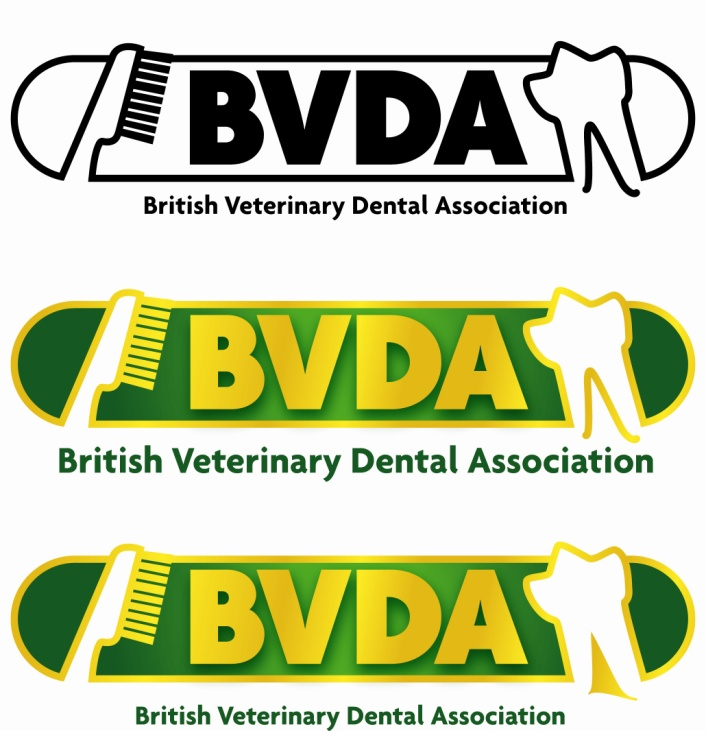 BVDA
British Veterinary Dental Association
BVDA
British Veterinary Dental Association
BVDA
British Veterinary Dental Association